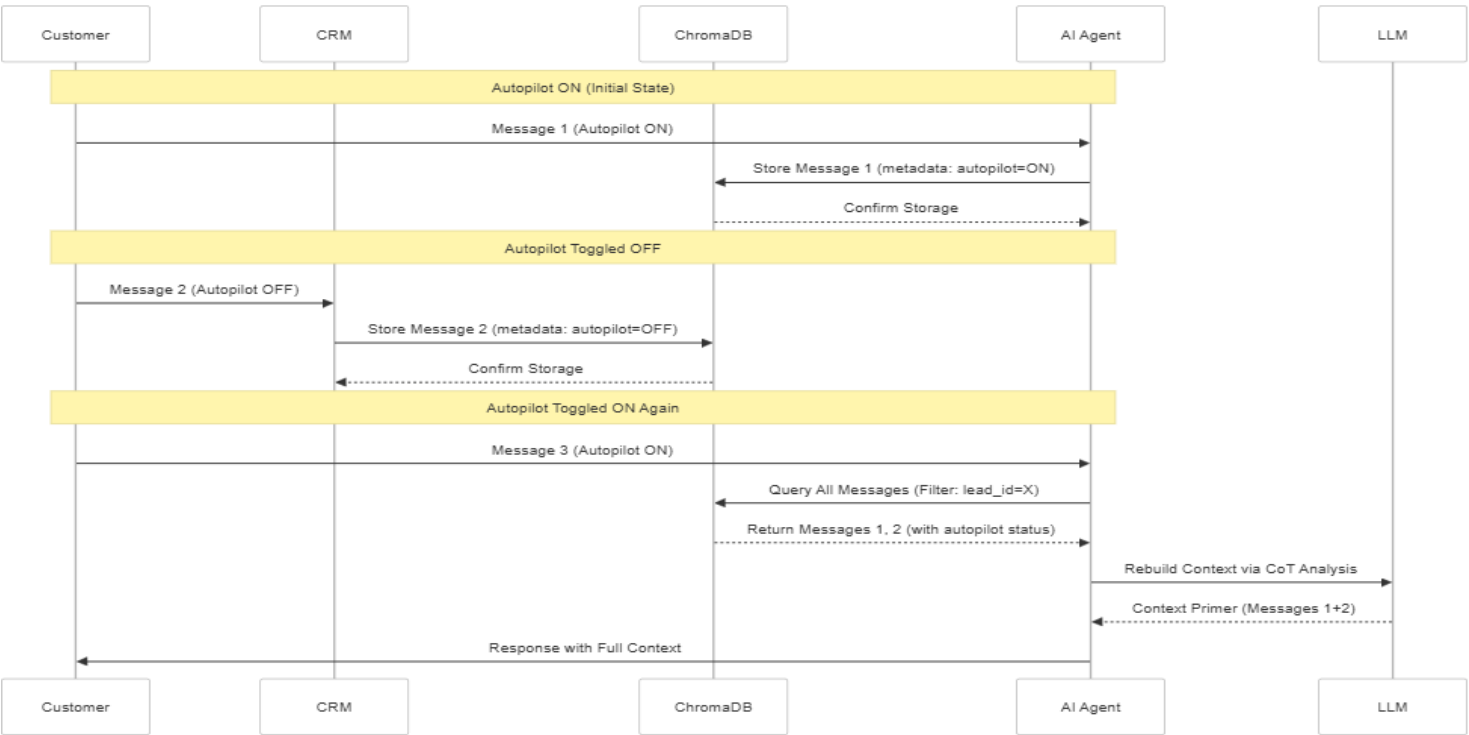 Customer
CRM
ChromaDB
AI Agent
LLM
Autopilot ON (Initial State)
Message 1 (Autopilot ON)
Store Message 1 (metadata: autopilot=ON)
Confirm Storage
Autopilot Toggled OFF
Message 2 (Autopilot OFF)
Store Message 2 (metadata: autopilot=OFF)
Confirm Storage
Autopilot Toggled ON Again
Message 3 (Autopilot ON)
Query All Messages (Filter: lead_id=X)
Return Messages 1, 2 (with autopilot status)
Rebuild Context via CoT Analysis
Context Primer (Messages 1+2)
Response with Full Context
Customer
CRM
ChromaDB
AI Agent
LLM